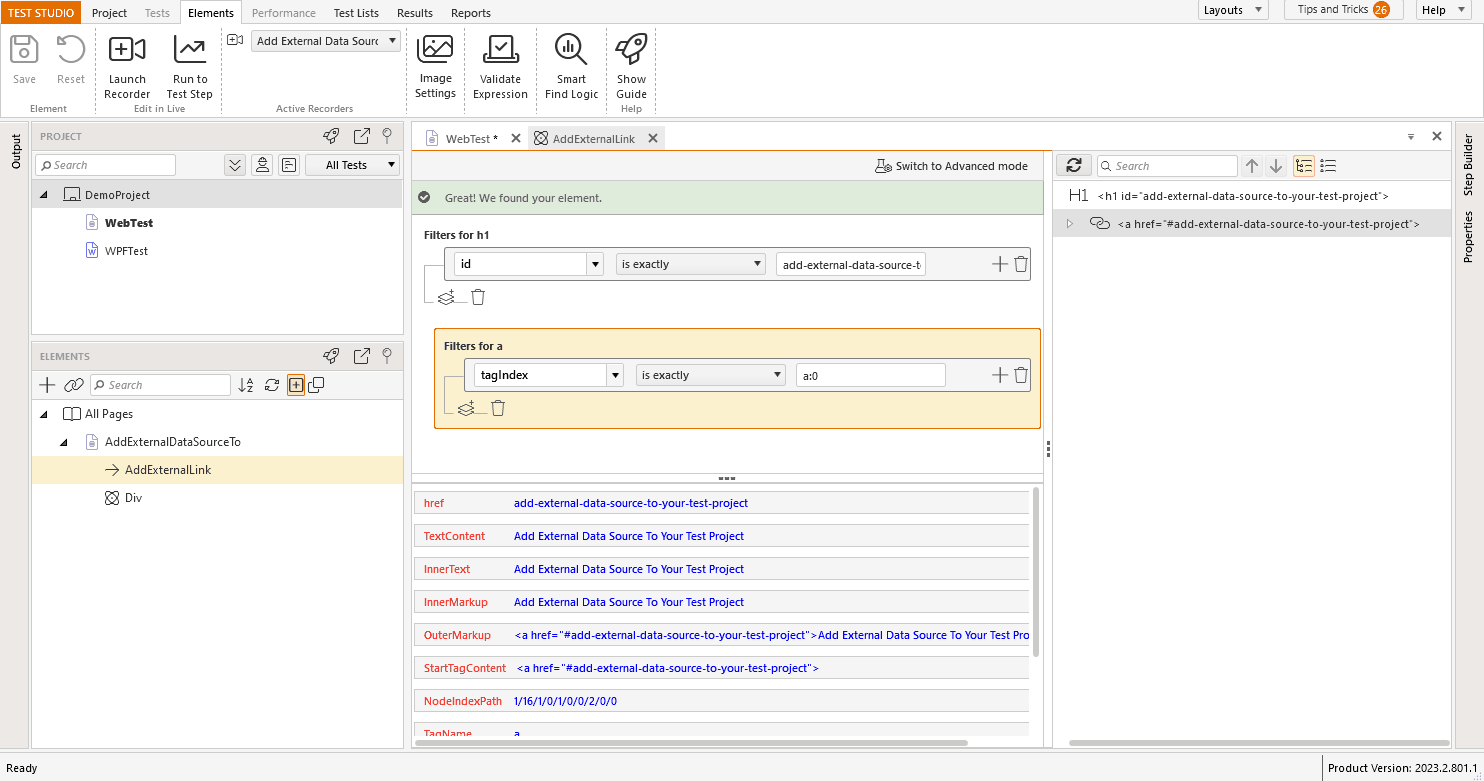 TEST STUDIO Project Tests Elements Performance Test Lists Results Reports Layouts Tips and Tricks 26 Help
Save Reset Launch Recorder Run to Test Step Add External Data Sourc Image Settings Validate Expression Smart Find Logic Show Guide
Element Edit in Live Active Recorders Help
Output
PROJECT
Search All Tests
DemoProject
WebTest
WPFTest
ELEMENTS
Search
All Pages
AddExternalDataSourceTo
AddExternalLink
Div
WebTest * AddExternalLink
Switch to Advanced mode
Great! We found your element.
Filters for h1
id is exactly add-external-data-source-t
Filters for a
tagIndex is exactly a:0
href add-external-data-source-to-your-test-project
TextContent Add External Data Source To Your Test Project
InnerText Add External Data Source To Your Test Project
InnerMarkup Add External Data Source To Your Test Project
OuterMarkup <a href="#add-external-data-source-to-your-test-project">Add External Data Source To Your Test Pro
StartTagContent <a href="#add-external-data-source-to-your-test-project">
NodeIndexPath 1/16/1/0/1/0/0/2/0/0
TagName a
Search
H1 <h1 id="add-external-data-source-to-your-test-project">
<a href="#add-external-data-source-to-your-test-project">
Step Builder
Properties
Ready Product Version: 2023.2.801.1